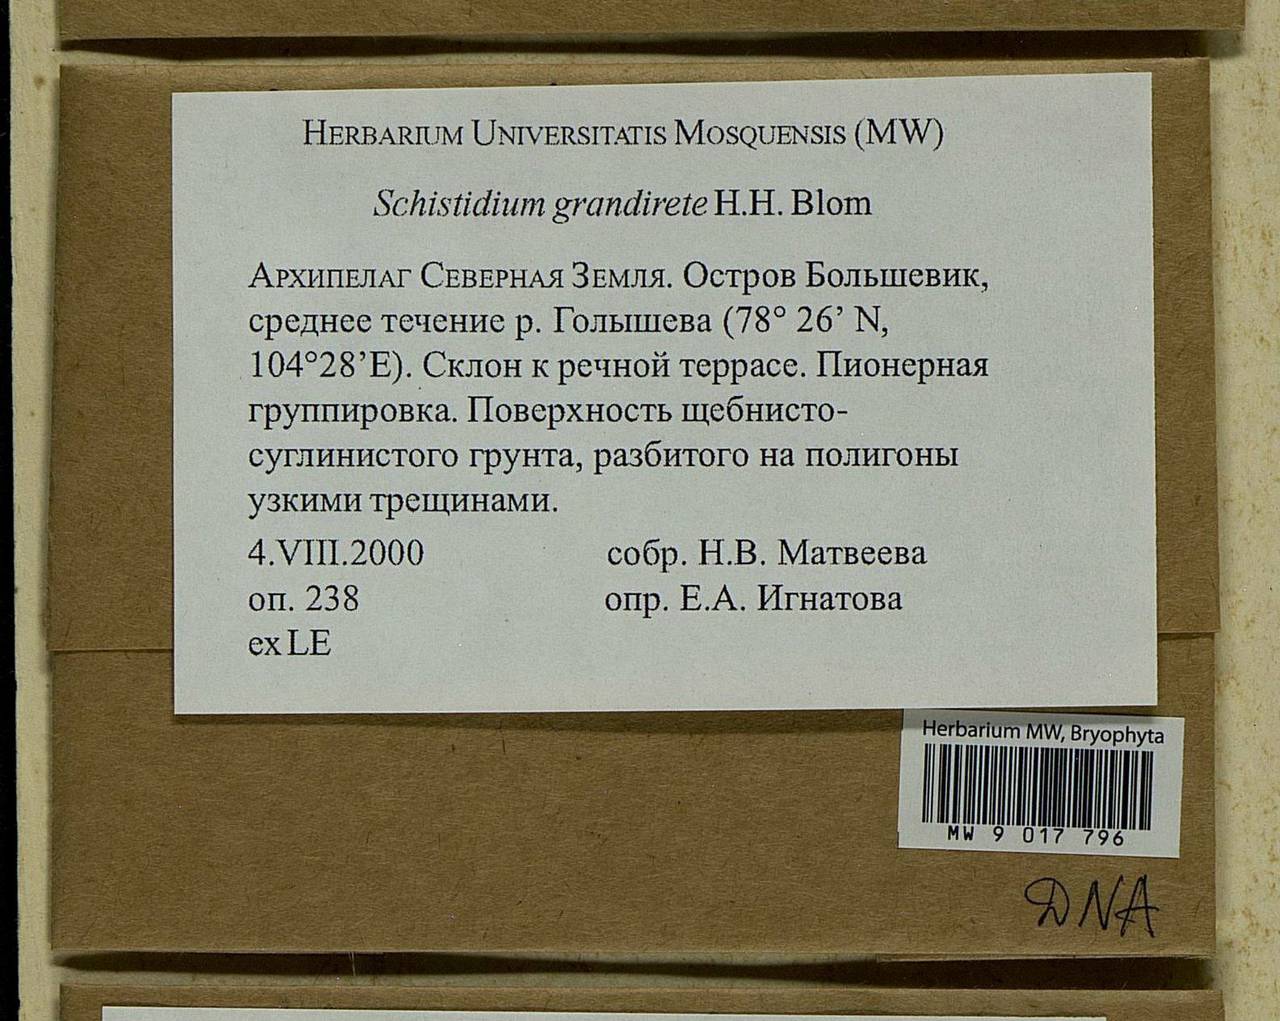 HERBARIUM UNIVERSITATIS MOSQUENSIS (MW)
Schistidium grandirete H.H. Blom
АРХИПЕЛАГ СЕВЕРНАЯ ЗЕМЛЯ. Остров Большевик,
среднее течение р. Голышева (78° 26’ N,
104°28’E). Склон к речной террасе. Пионерная
группировка. Поверхность щебнисто-
суглинистого грунта, разбитого на полигоны
узкими трещинами.
4.VIII.2000 собр. Н.В. Матвеева
оп. 238 опр. Е.А. Игнатова
ex LE
Herbarium MW, Bryophyta
MW 9 017 796
DNA